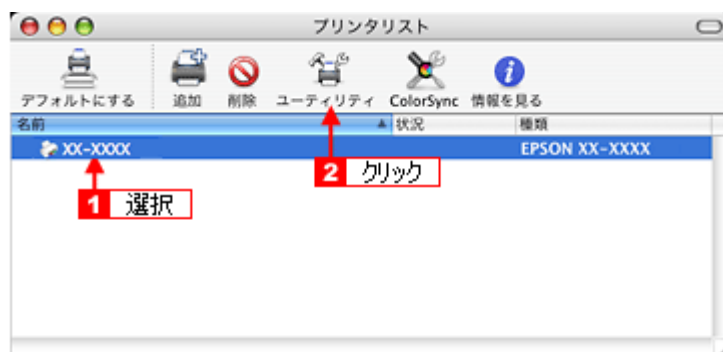 プリンタリスト
デフォルトにする 追加 削除 ユーティリティ ColorSync 情報を見る
名前 状況 種類
XX-XXXX EPSON XX-XXXX
2 クリック
1 選択